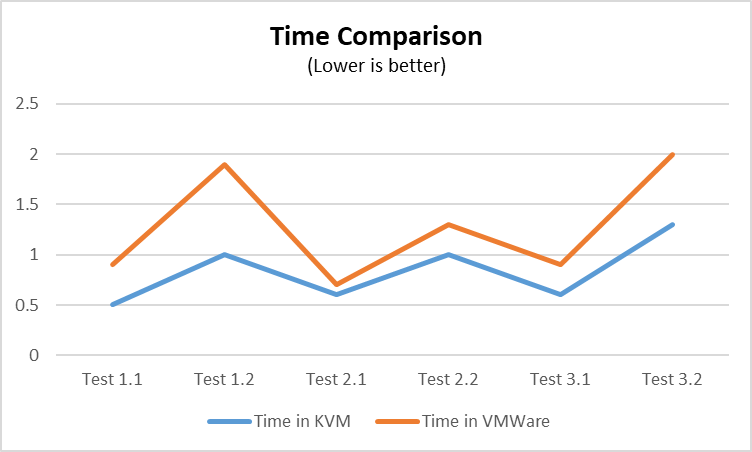 Time Comparison
(Lower is better)
2.5
2
1.5
1
0.5
0
Test 1.1 Test 1.2 Test 2.1 Test 2.2 Test 3.1 Test 3.2
Time in KVM Time in VMWare